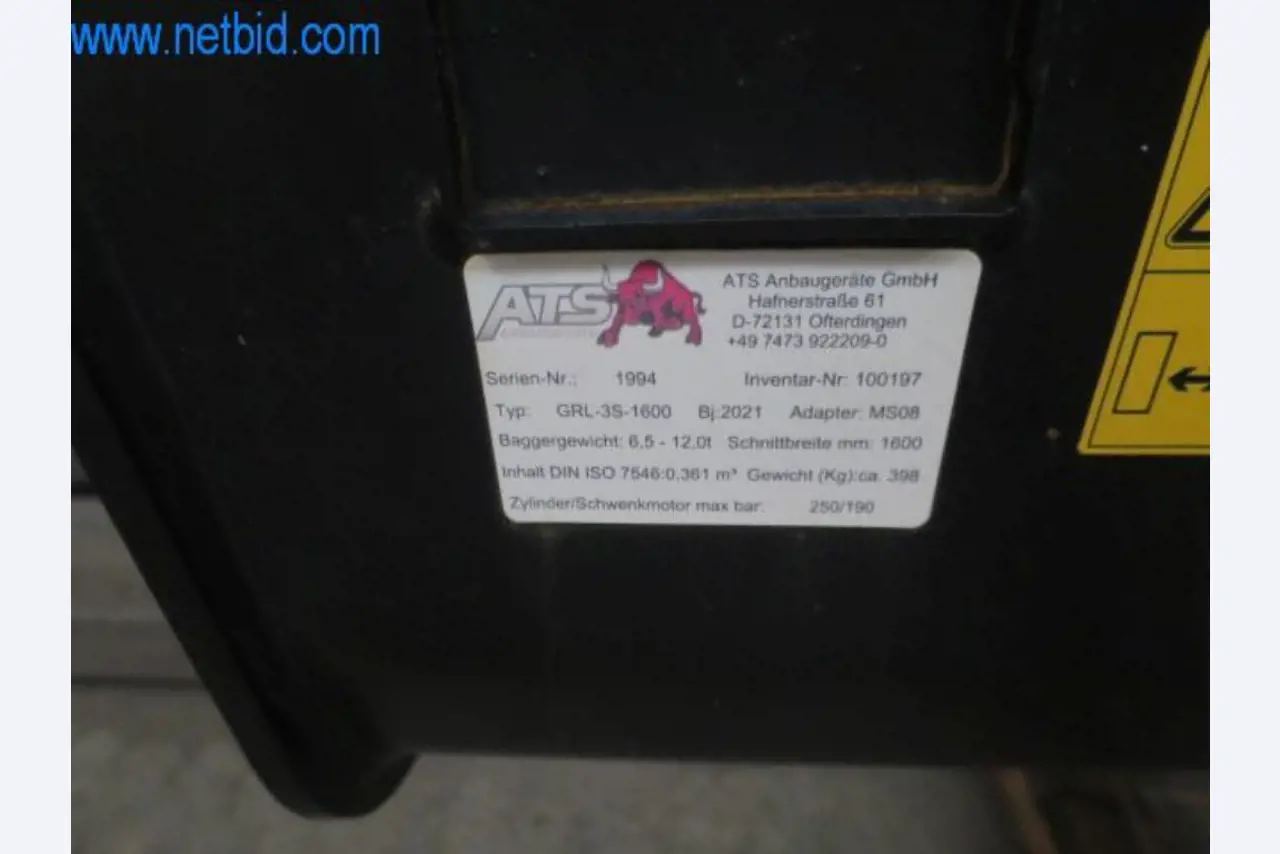 www.netbid.com
ATS
ATS Anbaugeräte GmbH
Hafnerstraße 61
D-72131 Ofterdingen
+49 7473 922209-0
Serien-Nr.: 1994 Inventar-Nr: 100197
Typ: GRL-3S-1600 Bj.2021 Adapter: MS08
Baggergewicht: 6,5 - 12,0t Schnittbreite mm: 1600
Inhalt DIN ISO 7546:0,361 m³ Gewicht (Kg):ca. 398
Zylinder/Schwenkmotor max bar: 250/190